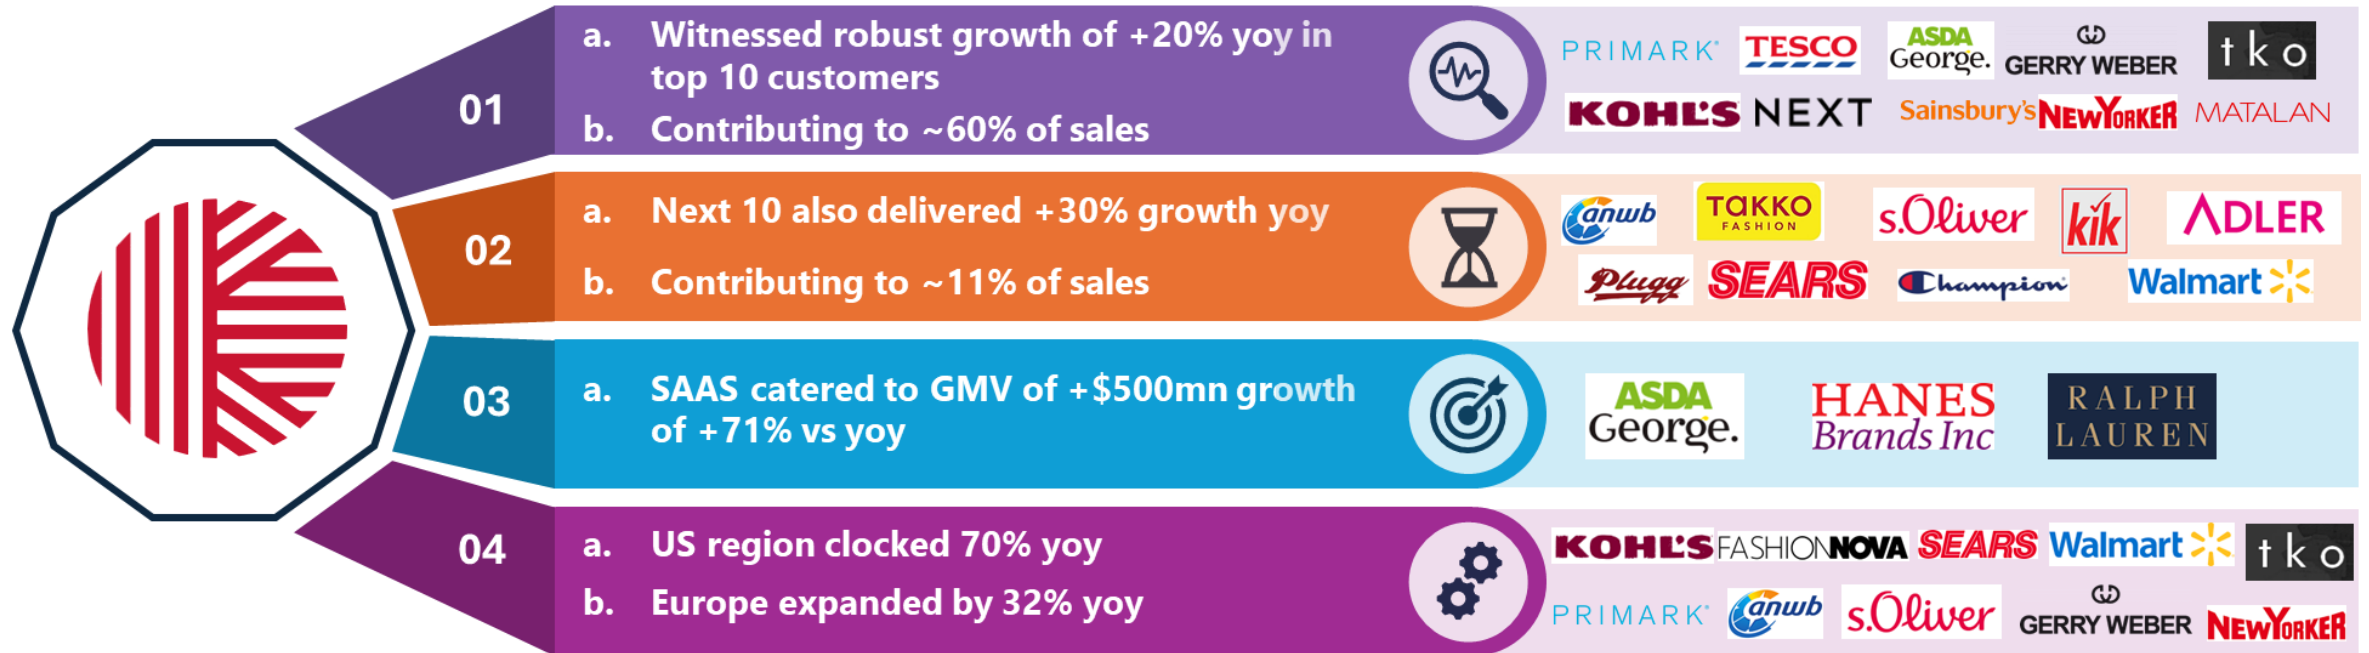 01
a. Witnessed robust growth of +20% yoy in
top 10 customers
b. Contributing to ~60% of sales
PRIMARK® TESCO ASDA George. GERRY WEBER tko
KOHL'S NEXT Sainsbury's NEWYORKER MATALAN
02
a. Next 10 also delivered +30% growth yoy
b. Contributing to ~11% of sales
anwb TAKKO FASHION s.Oliver kik ADLER
Plugg SEARS Champion Walmart
03
a. SAAS catered to GMV of +$500mn growth
of +71% vs yoy
ASDA George. HANES Brands Inc RALPH LAUREN
04
a. US region clocked 70% yoy
b. Europe expanded by 32% yoy
KOHL'S FASHIONNOVA SEARS Walmart tko
PRIMARK® anwb s.Oliver GERRY WEBER NEWYORKER